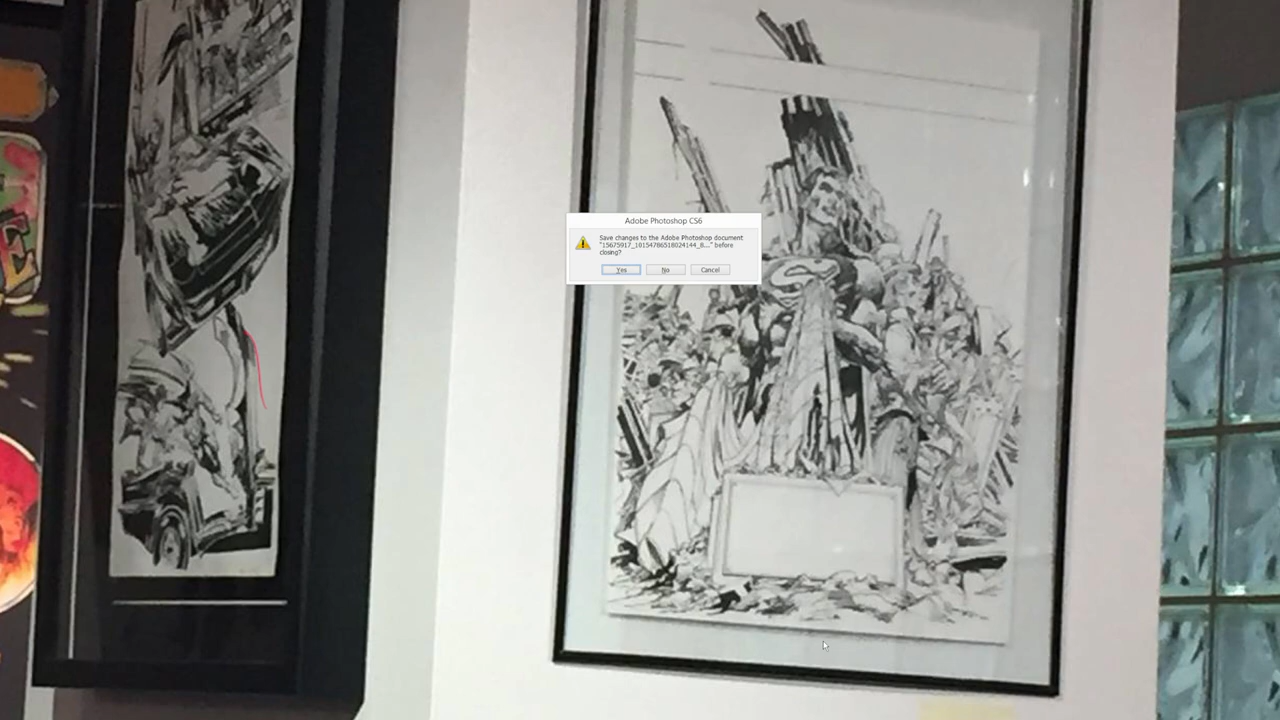 E
Adobe Photoshop CS6
Save changes to the Adobe Photoshop document
"15675917_10154786518024144_8..." before
closing?
Yes No Cancel